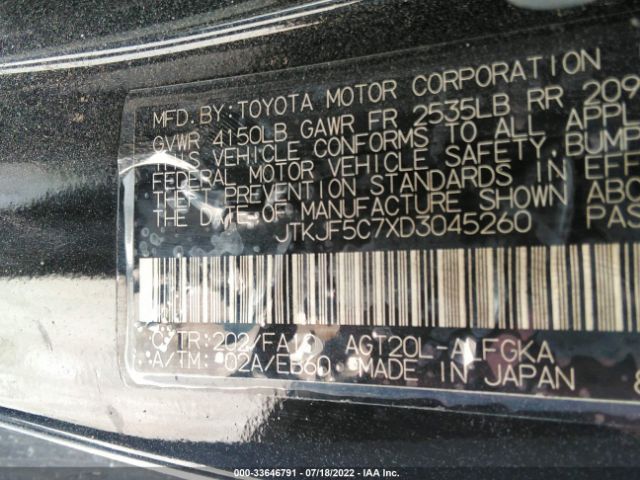 MFD. BY: TOYOTA MOTOR CORPORATION
GVWR 4150LB GAWR FR 2535LB RR 209
THIS VEHICLE CONFORMS TO ALL APPL
FEDERAL MOTOR VEHICLE SAFETY, BUMP
THEFT PREVENTION STANDARDS IN EFF
THE DATE OF MANUFACTURE SHOWN ABO
JTKJF5C7XD3045260 PAS
C/TR: 202/FA10 AGT20L-ALFGKA
A/TM: 02A/EB60 MADE IN JAPAN
000-33646791 / 07/18/2022 / IAA Inc.